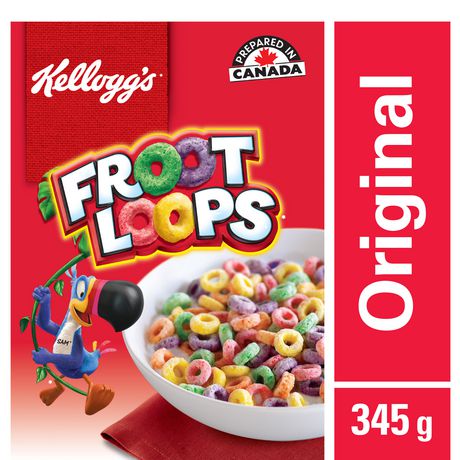 Kellogg's
PREPARED IN
CANADA
FROOT
LOOPS
SAM
Original
345 g